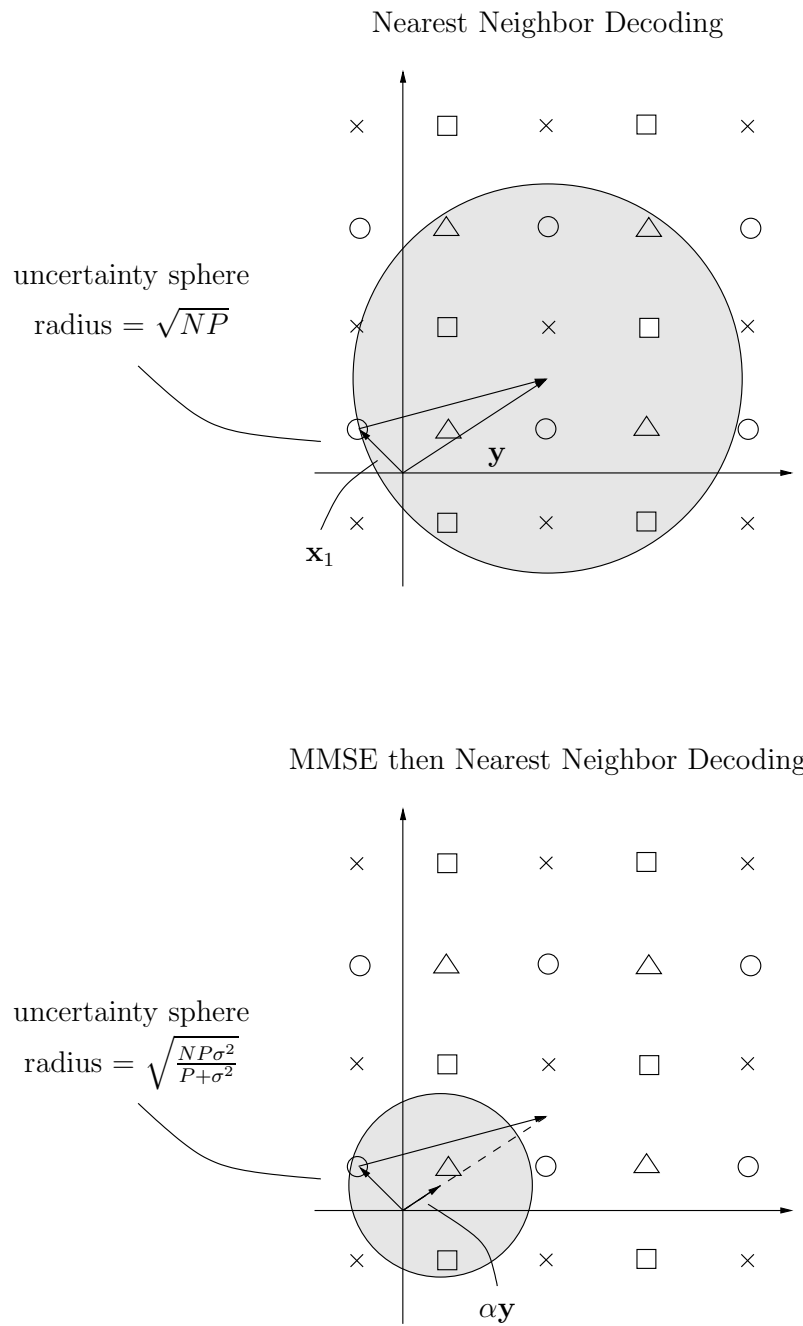 Nearest Neighbor Decoding
uncertainty sphere
radius = √NP
y
x₁
MMSE then Nearest Neighbor Decoding
uncertainty sphere
radius = √(NPσ²/(P+σ²))
αy